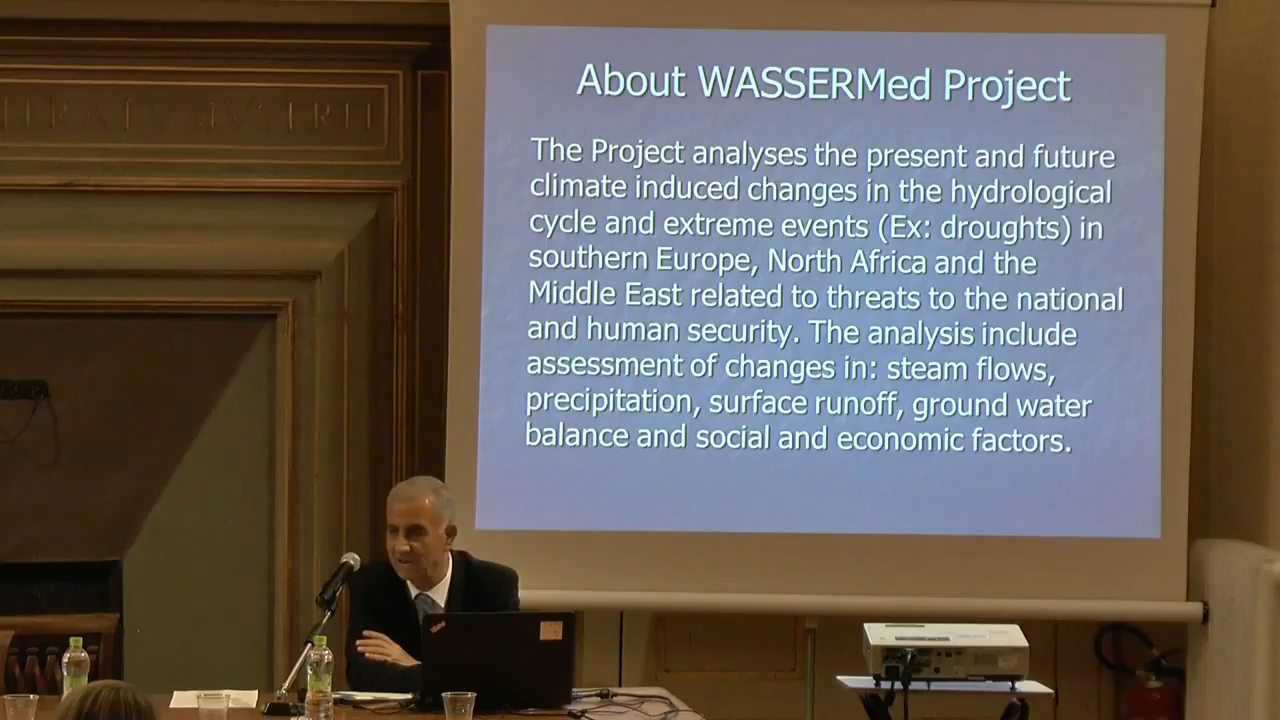 About WASSERMed Project
The Project analyses the present and future
climate induced changes in the hydrological
cycle and extreme events (Ex: droughts) in
southern Europe, North Africa and the
Middle East related to threats to the national
and human security. The analysis include
assessment of changes in: steam flows,
precipitation, surface runoff, ground water
balance and social and economic factors.